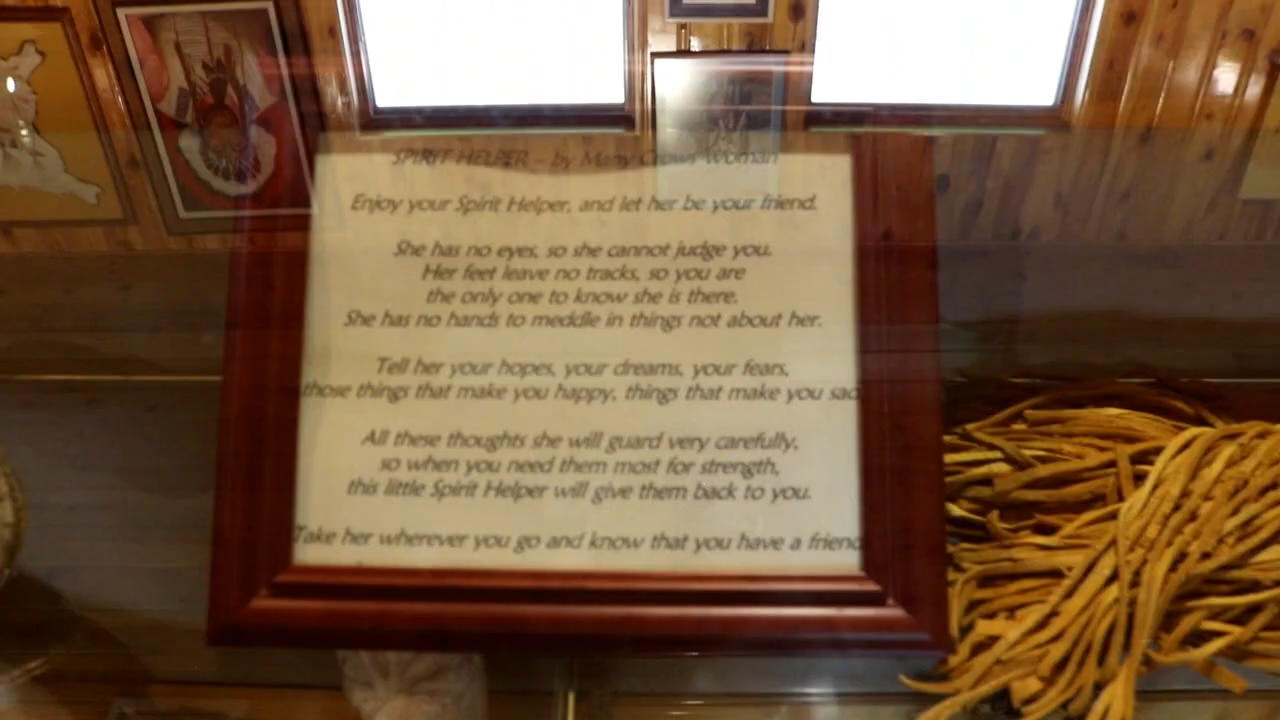 SPIRIT HELPER – by Many Crows Woman
Enjoy your Spirit Helper, and let her be your friend.
She has no eyes, so she cannot judge you.
Her feet leave no tracks, so you are
the only one to know she is there.
She has no hands to meddle in things not about her.
Tell her your hopes, your dreams, your fears,
those things that make you happy, things that make you sad
All these thoughts she will guard very carefully,
so when you need them most for strength,
this little Spirit Helper will give them back to you.
Take her wherever you go and know that you have a friend